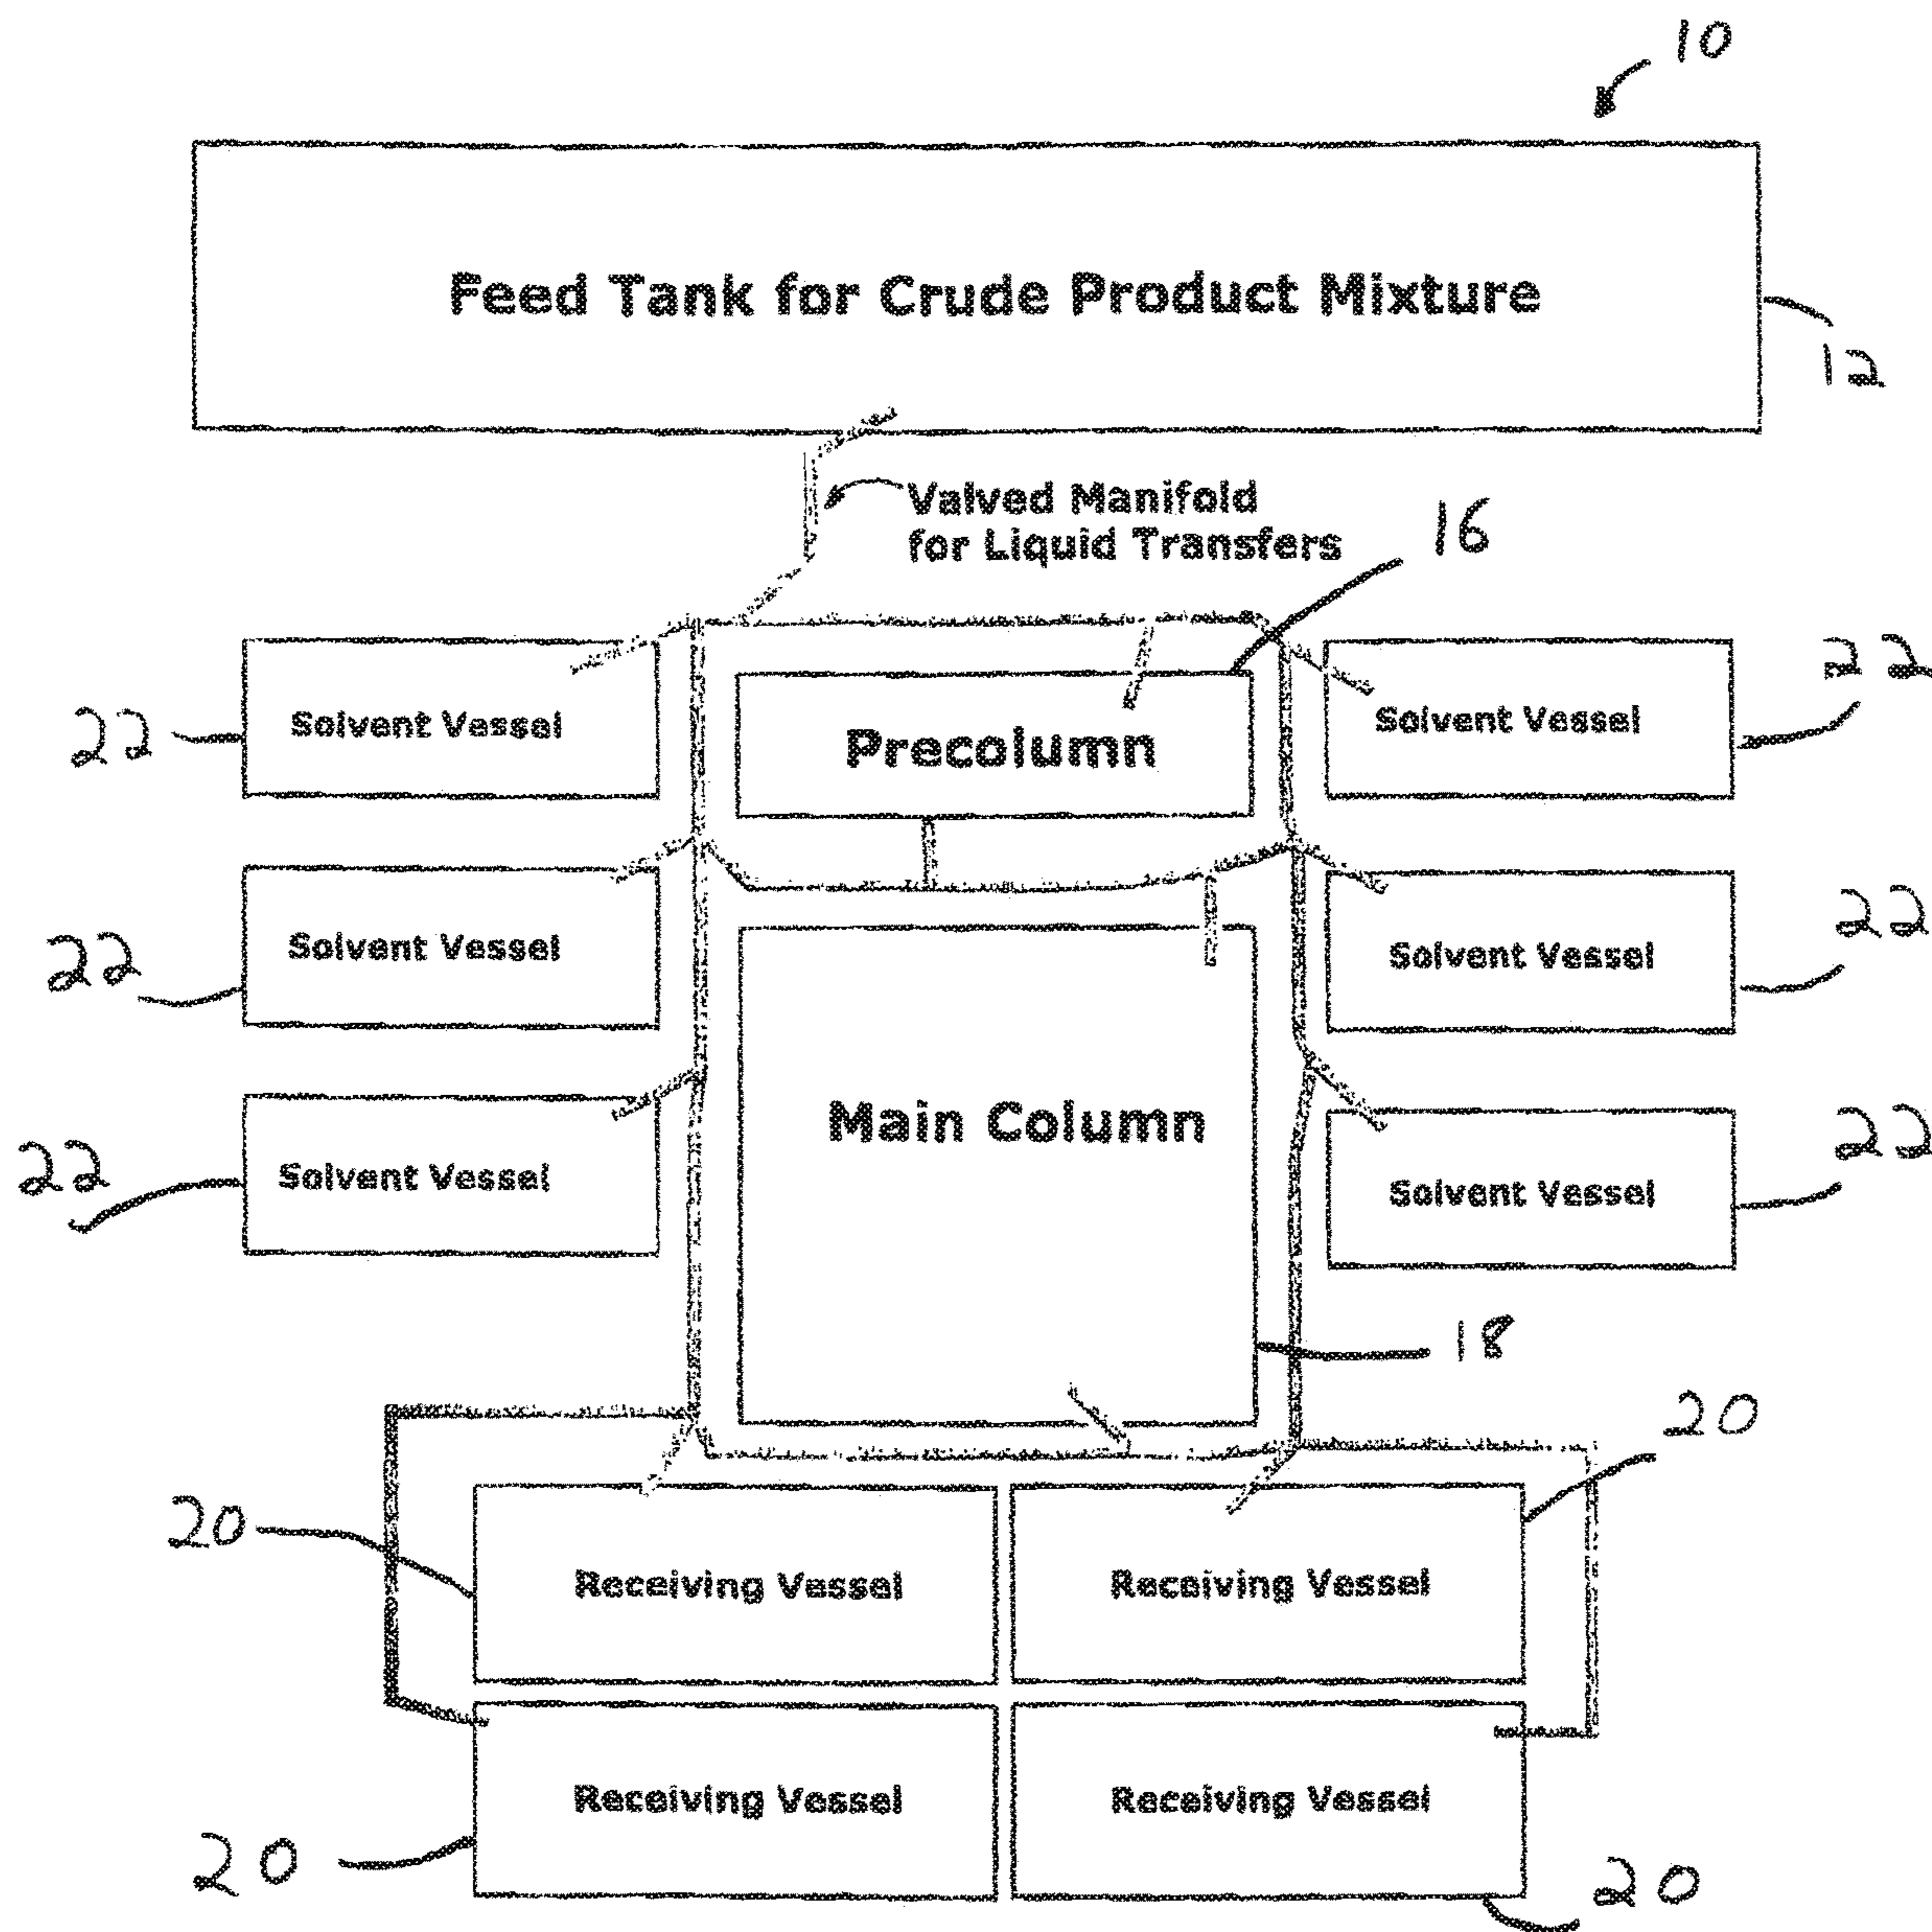 10
Feed Tank for Crude Product Mixture
12
Valved Manifold
for Liquid Transfers
16
22
Solvent Vessel
Precolumn
Solvent Vessel
22
22
Solvent Vessel
Solvent Vessel
22
Main Column
22
Solvent Vessel
Solvent Vessel
22
18
20
20
Receiving Vessel
Receiving Vessel
Receiving Vessel
Receiving Vessel
20
20